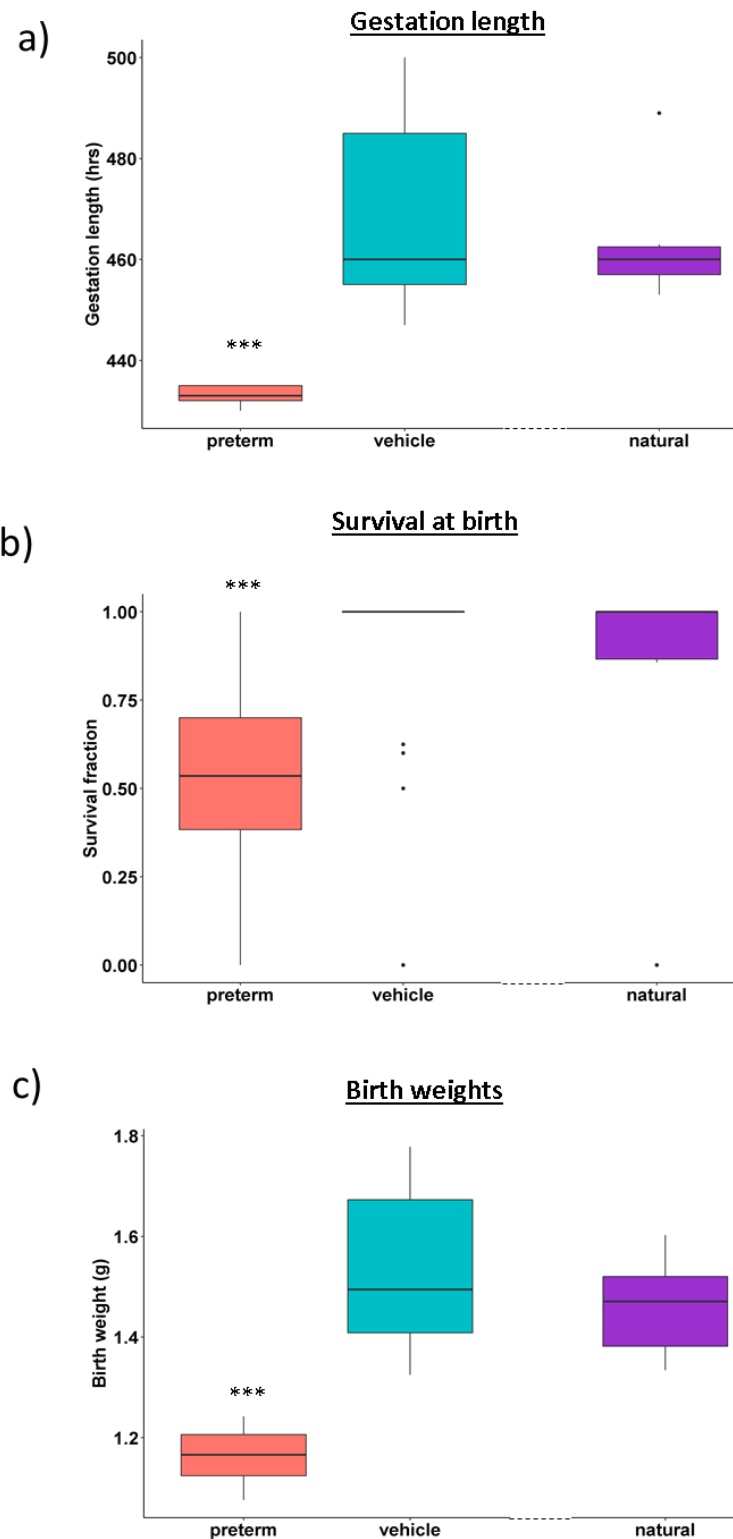 a)
Gestation length
Gestation length (hrs)
500
480
460
440
***
preterm vehicle natural
b)
Survival at birth
Survival fraction
1.00
0.75
0.50
0.25
0.00
***
preterm vehicle natural
c)
Birth weights
Birth weight (g)
1.8
1.6
1.4
1.2
***
preterm vehicle natural